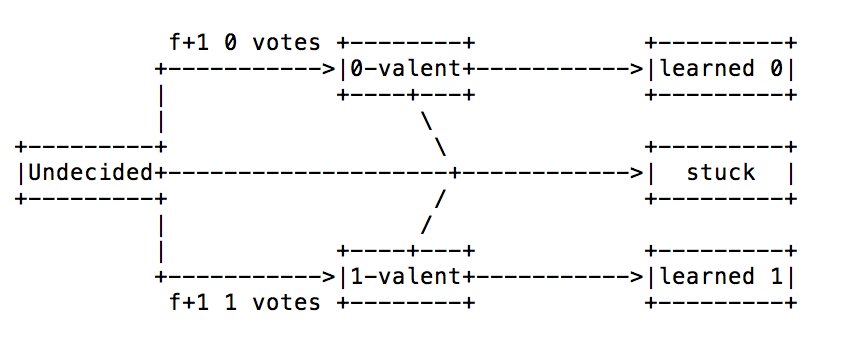 f+1 0 votes
0-valent learned 0
Undecided stuck
1-valent learned 1
f+1 1 votes